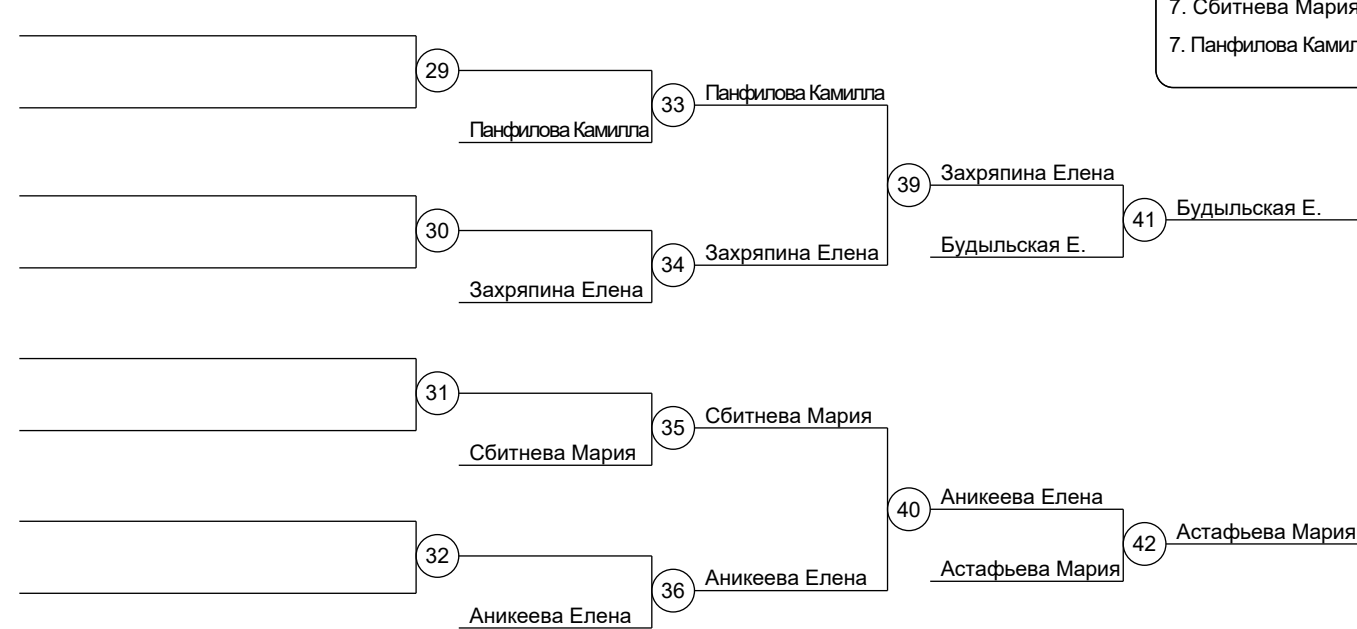 7. Сбитнева Мария
7. Панфилова Камил
29
33
Панфилова Камилла
Панфилова Камилла
39
Захряпина Елена
30
41
Будыльская Е.
34
Захряпина Елена
Будыльская Е.
Захряпина Елена
31
35
Сбитнева Мария
Сбитнева Мария
40
Аникеева Елена
32
42
Астафьева Мария
36
Аникеева Елена
Астафьева Мария
Аникеева Елена